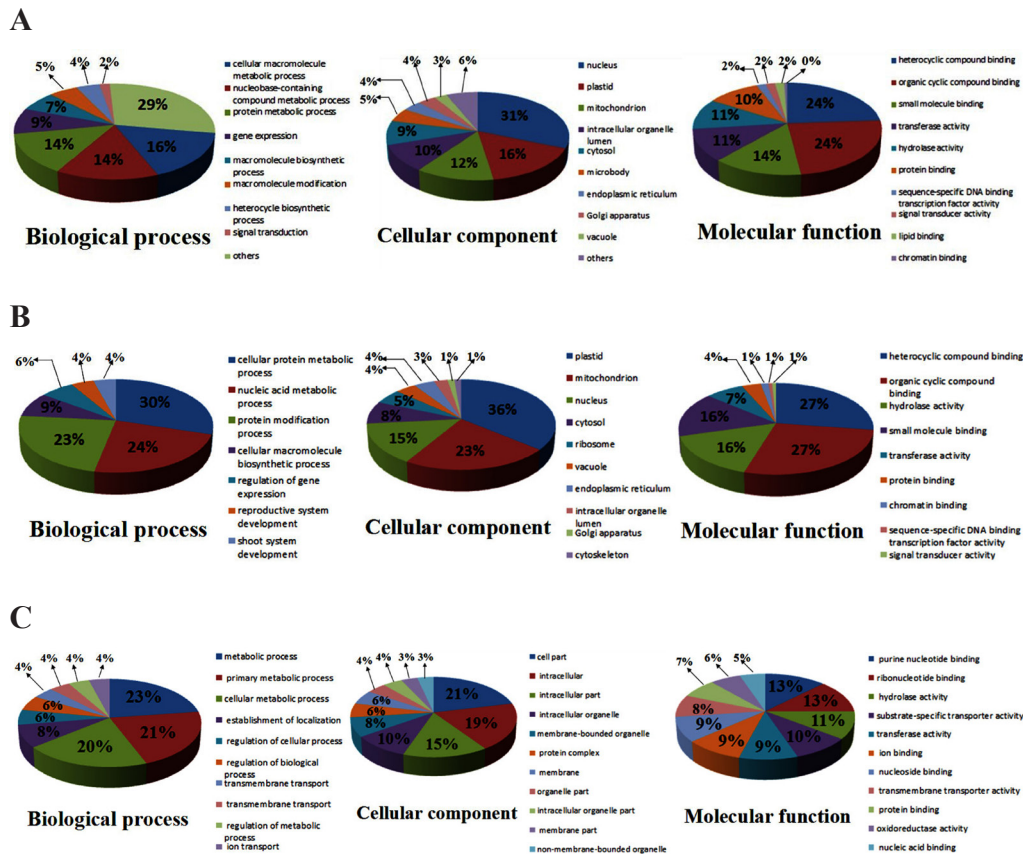 A
5%
4%
2%
29%
7%
9%
14%
14%
16%
Biological process
cellular macromolecule
metabolic process
nucleobase-containing
compound metabolic process
protein metabolic process
gene expression
macromolecule biosynthetic
process
macromolecule modification
heterocycle biosynthetic
process
signal transduction
others
4%
3%
6%
4%
5%
9%
10%
12%
16%
31%
Cellular component
nucleus
plastid
mitochondrion
intracellular organelle
lumen
cytosol
microbody
endoplasmic reticulum
Golgi apparatus
vacuole
others
2%
2%
2%
0%
10%
11%
11%
14%
24%
24%
Molecular function
heterocyclic compound binding
organic cyclic compound binding
small molecule binding
transferase activity
hydrolase activity
protein binding
sequence-specific DNA binding
transcription factor activity
signal transducer activity
lipid binding
chromatin binding
B
6%
4%
4%
9%
23%
24%
30%
Biological process
cellular protein metabolic
process
nucleic acid metabolic
process
protein modification
process
cellular macromolecule
biosynthetic process
regulation of gene
expression
reproductive system
development
shoot system
development
4%
4%
3%
1%
1%
5%
8%
15%
23%
36%
Cellular component
plastid
mitochondrion
nucleus
cytosol
ribosome
vacuole
endoplasmic reticulum
intracellular organelle
lumen
Golgi apparatus
cytoskeleton
4%
1%
1%
1%
7%
16%
16%
27%
27%
Molecular function
heterocyclic compound binding
organic cyclic compound
binding
hydrolase activity
small molecule binding
transferase activity
protein binding
chromatin binding
sequence-specific DNA binding
transcription factor activity
signal transducer activity
C
4%
4%
4%
4%
6%
6%
8%
20%
21%
23%
Biological process
metabolic process
primary metabolic process
cellular metabolic process
establishment of localization
regulation of cellular process
regulation of biological
process
transmembrane transport
transmembrane transport
regulation of metabolic
process
ion transport
4%
4%
3%
3%
6%
6%
8%
10%
15%
19%
21%
Cellular component
cell part
intracellular
intracellular part
intracellular organelle
membrane-bounded organelle
protein complex
membrane
organelle part
intracellular organelle part
membrane part
non-membrane-bounded organelle
7%
6%
5%
8%
9%
9%
9%
10%
11%
13%
13%
Molecular function
purine nucleotide binding
ribonucleotide binding
hydrolase activity
substrate-specific transporter activity
transferase activity
ion binding
nucleoside binding
transmembrane transporter activity
protein binding
oxidoreductase activity
nucleic acid binding